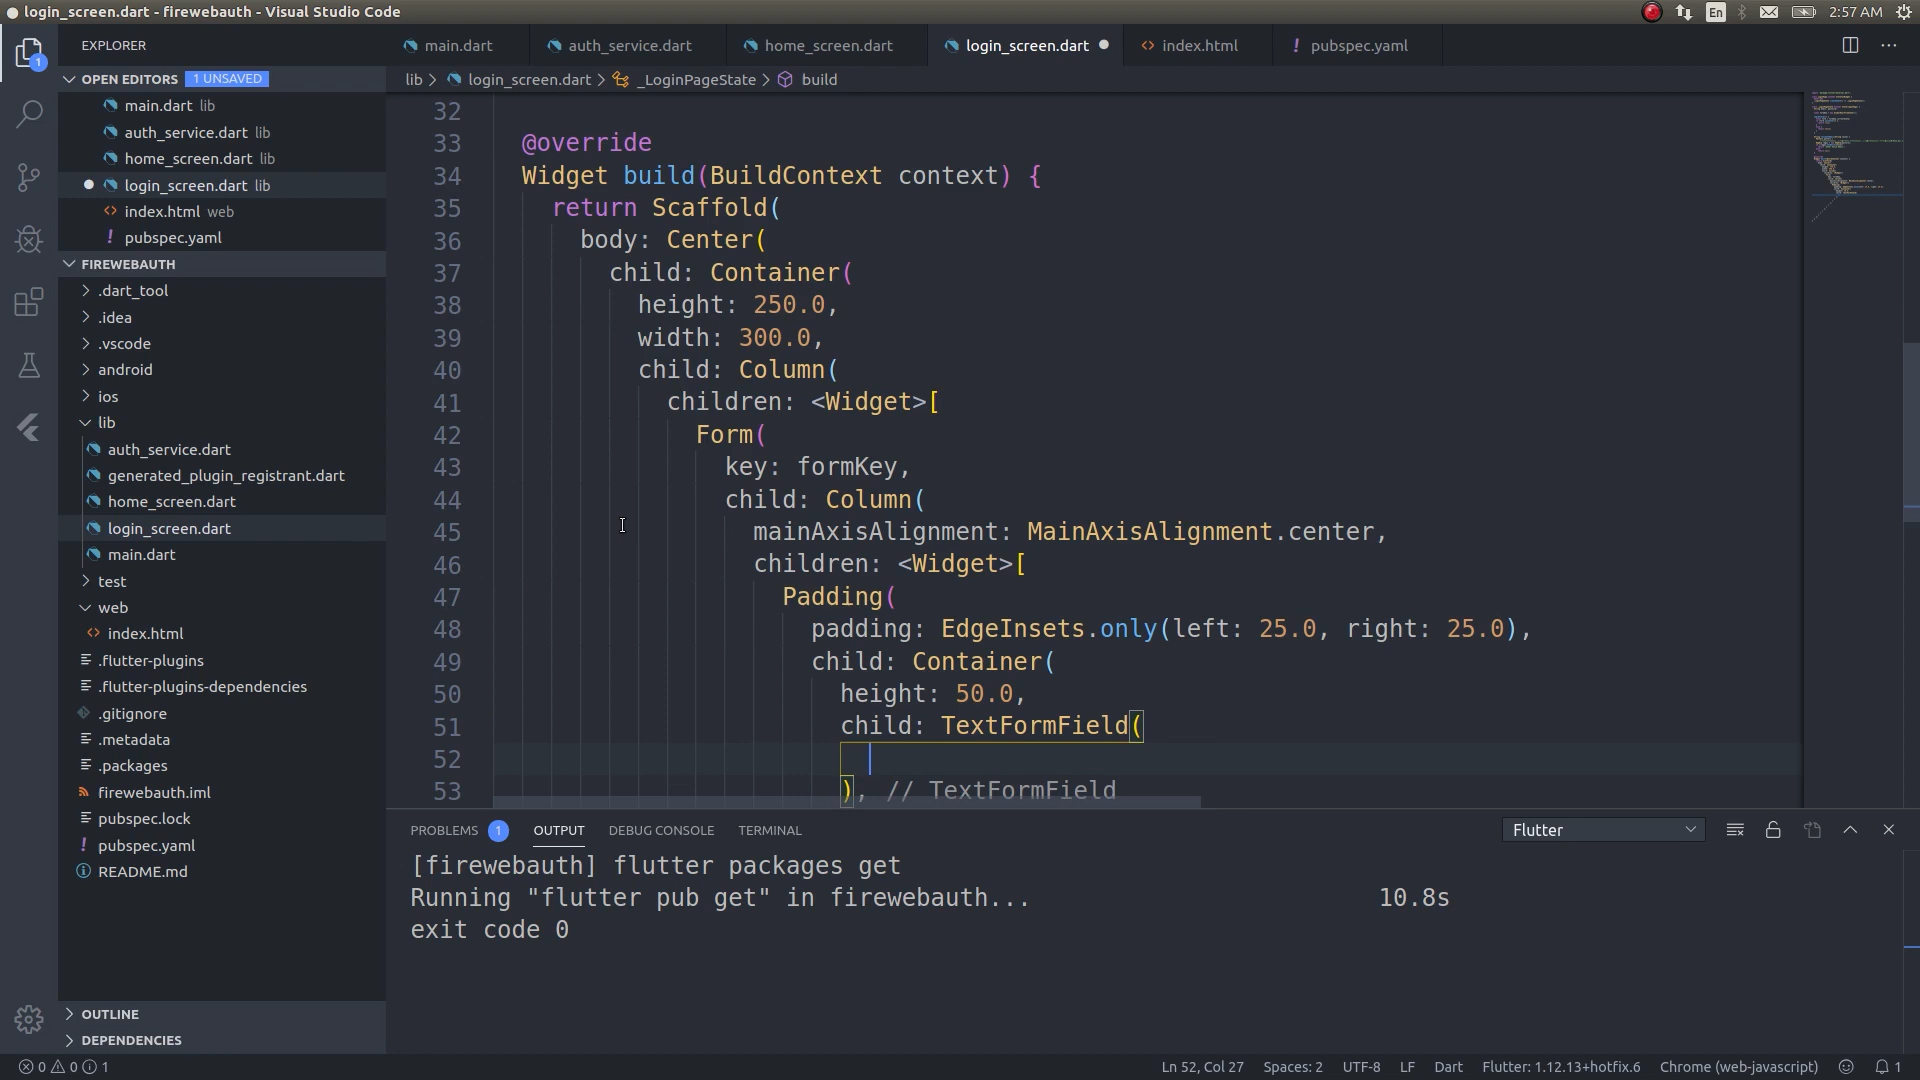 login_screen.dart - firewebauth - Visual Studio Code
En
2:57 AM
EXPLORER
main.dart
auth_service.dart
home_screen.dart
login_screen.dart
<> index.html
! pubspec.yaml
1
OPEN EDITORS 1 UNSAVED
lib > login_screen.dart > _LoginPageState > build
main.dart lib
auth_service.dart lib
home_screen.dart lib
login_screen.dart lib
<> index.html web
! pubspec.yaml
FIREWEBAUTH
.dart_tool
.idea
.vscode
android
ios
lib
auth_service.dart
generated_plugin_registrant.dart
home_screen.dart
login_screen.dart
main.dart
test
web
<> index.html
.flutter-plugins
.flutter-plugins-dependencies
.gitignore
.metadata
.packages
firewebauth.iml
pubspec.lock
! pubspec.yaml
README.md
OUTLINE
DEPENDENCIES
32
33 @override
34 Widget build(BuildContext context) {
35 return Scaffold(
36 body: Center(
37 child: Container(
38 height: 250.0,
39 width: 300.0,
40 child: Column(
41 children: <Widget>[
42 Form(
43 key: formKey,
44 child: Column(
45 mainAxisAlignment: MainAxisAlignment.center,
46 children: <Widget>[
47 Padding(
48 padding: EdgeInsets.only(left: 25.0, right: 25.0),
49 child: Container(
50 height: 50.0,
51 child: TextFormField(
52
53 ), // TextFormField
PROBLEMS 1 OUTPUT DEBUG CONSOLE TERMINAL
Flutter
[firewebauth] flutter packages get
Running "flutter pub get" in firewebauth... 10.8s
exit code 0
0 0 1
Ln 52, Col 27 Spaces: 2 UTF-8 LF Dart Flutter: 1.12.13+hotfix.6 Chrome (web-javascript) 1